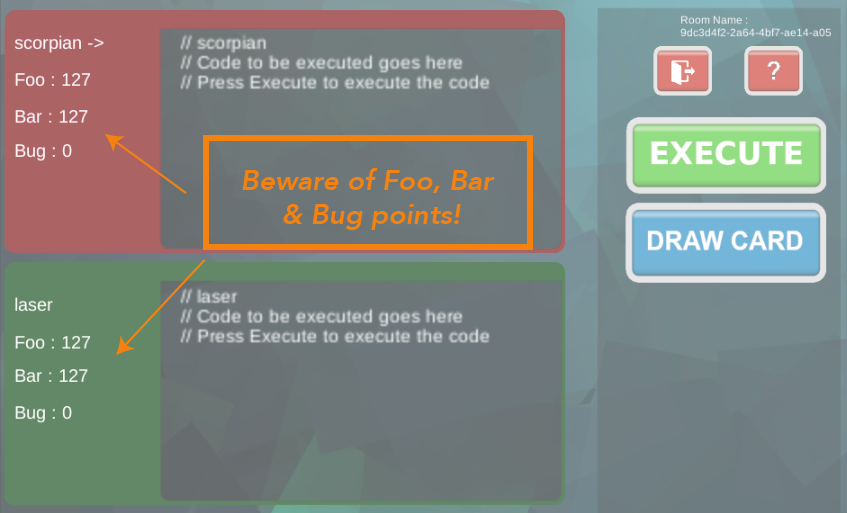 scorpian ->
Foo : 127
Bar : 127
Bug : 0
// scorpian
// Code to be executed goes here
// Press Execute to execute the code
Beware of Foo, Bar
& Bug points!
laser
Foo : 127
Bar : 127
Bug : 0
// laser
// Code to be executed goes here
// Press Execute to execute the code
Room Name :
9dc3d4f2-2a64-4bf7-ae14-a05
?
EXECUTE
DRAW CARD